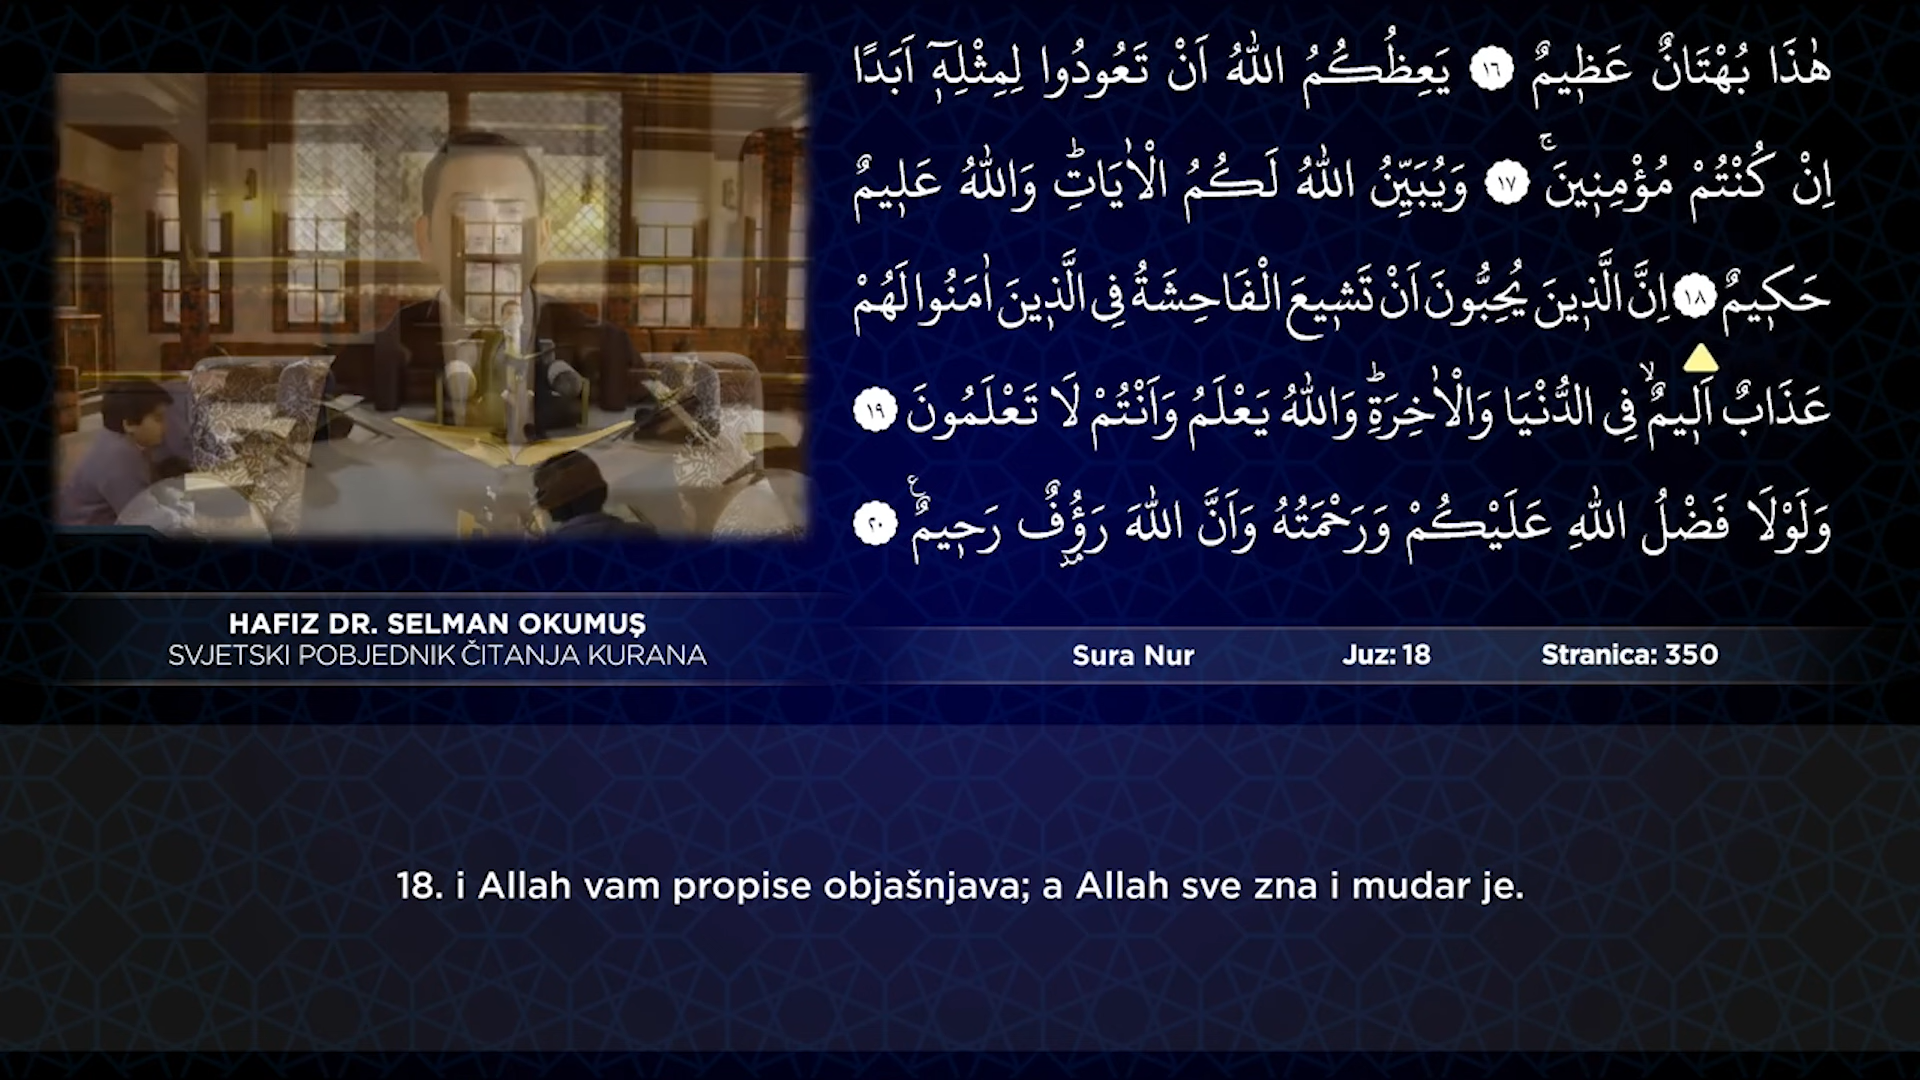 هٰذَا بُهْتَانٌ عَظ۪يمٌ ١٦ يَعِظُكُمُ اللّٰهُ اَنْ تَعُودُوا لِمِثْلِه۪ٓ اَبَدًا
اِنْ كُنْتُمْ مُؤْمِن۪ينَۚ ١٧ وَيُبَيِّنُ اللّٰهُ لَكُمُ الْاٰيَاتِۜ وَاللّٰهُ عَل۪يمٌ
حَك۪يمٌ ١٨ اِنَّ الَّذ۪ينَ يُحِبُّونَ اَنْ تَش۪يعَ الْفَاحِشَةُ فِي الَّذ۪ينَ اٰمَنُوا لَهُمْ
عَذَابٌ اَل۪يمٌۙ فِي الدُّنْيَا وَالْاٰخِرَةِۜ وَاللّٰهُ يَعْلَمُ وَاَنْتُمْ لَا تَعْلَمُونَ ١٩
وَلَوْلَا فَضْلُ اللّٰهِ عَلَيْكُمْ وَرَحْمَتُهُ وَاَنَّ اللّٰهَ رَؤُ۫فٌ رَح۪يمٌ۟ ٢٠
HAFIZ DR. SELMAN OKUMUŞ
SVJETSKI POBJEDNIK ČITANJA KURANA
Sura Nur Juz: 18 Stranica: 350
18. i Allah vam propise objašnjava; a Allah sve zna i mudar je.